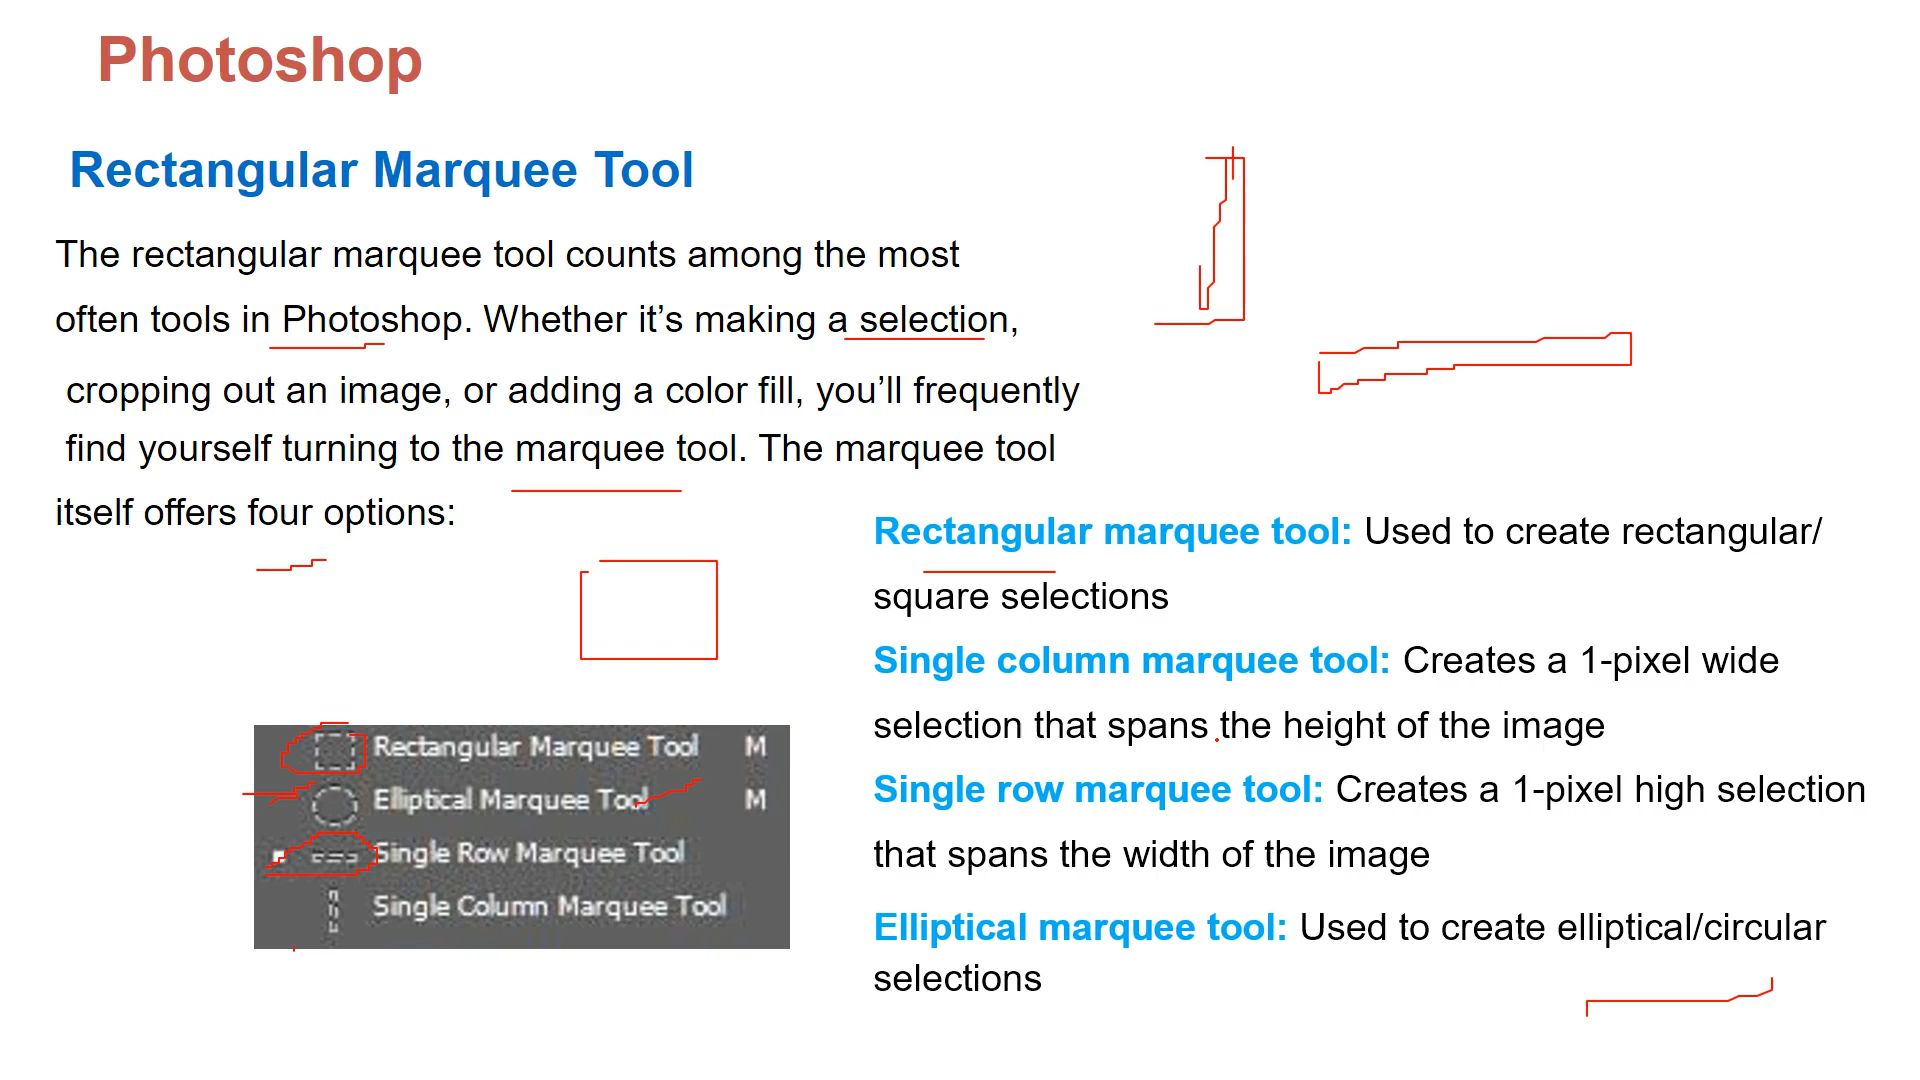 Photoshop
Rectangular Marquee Tool
The rectangular marquee tool counts among the most
often tools in Photoshop. Whether it’s making a selection,
cropping out an image, or adding a color fill, you’ll frequently
find yourself turning to the marquee tool. The marquee tool
itself offers four options:
Rectangular Marquee Tool M
Elliptical Marquee Tool M
Single Row Marquee Tool
Single Column Marquee Tool
Rectangular marquee tool: Used to create rectangular/
square selections
Single column marquee tool: Creates a 1-pixel wide
selection that spans the height of the image
Single row marquee tool: Creates a 1-pixel high selection
that spans the width of the image
Elliptical marquee tool: Used to create elliptical/circular
selections